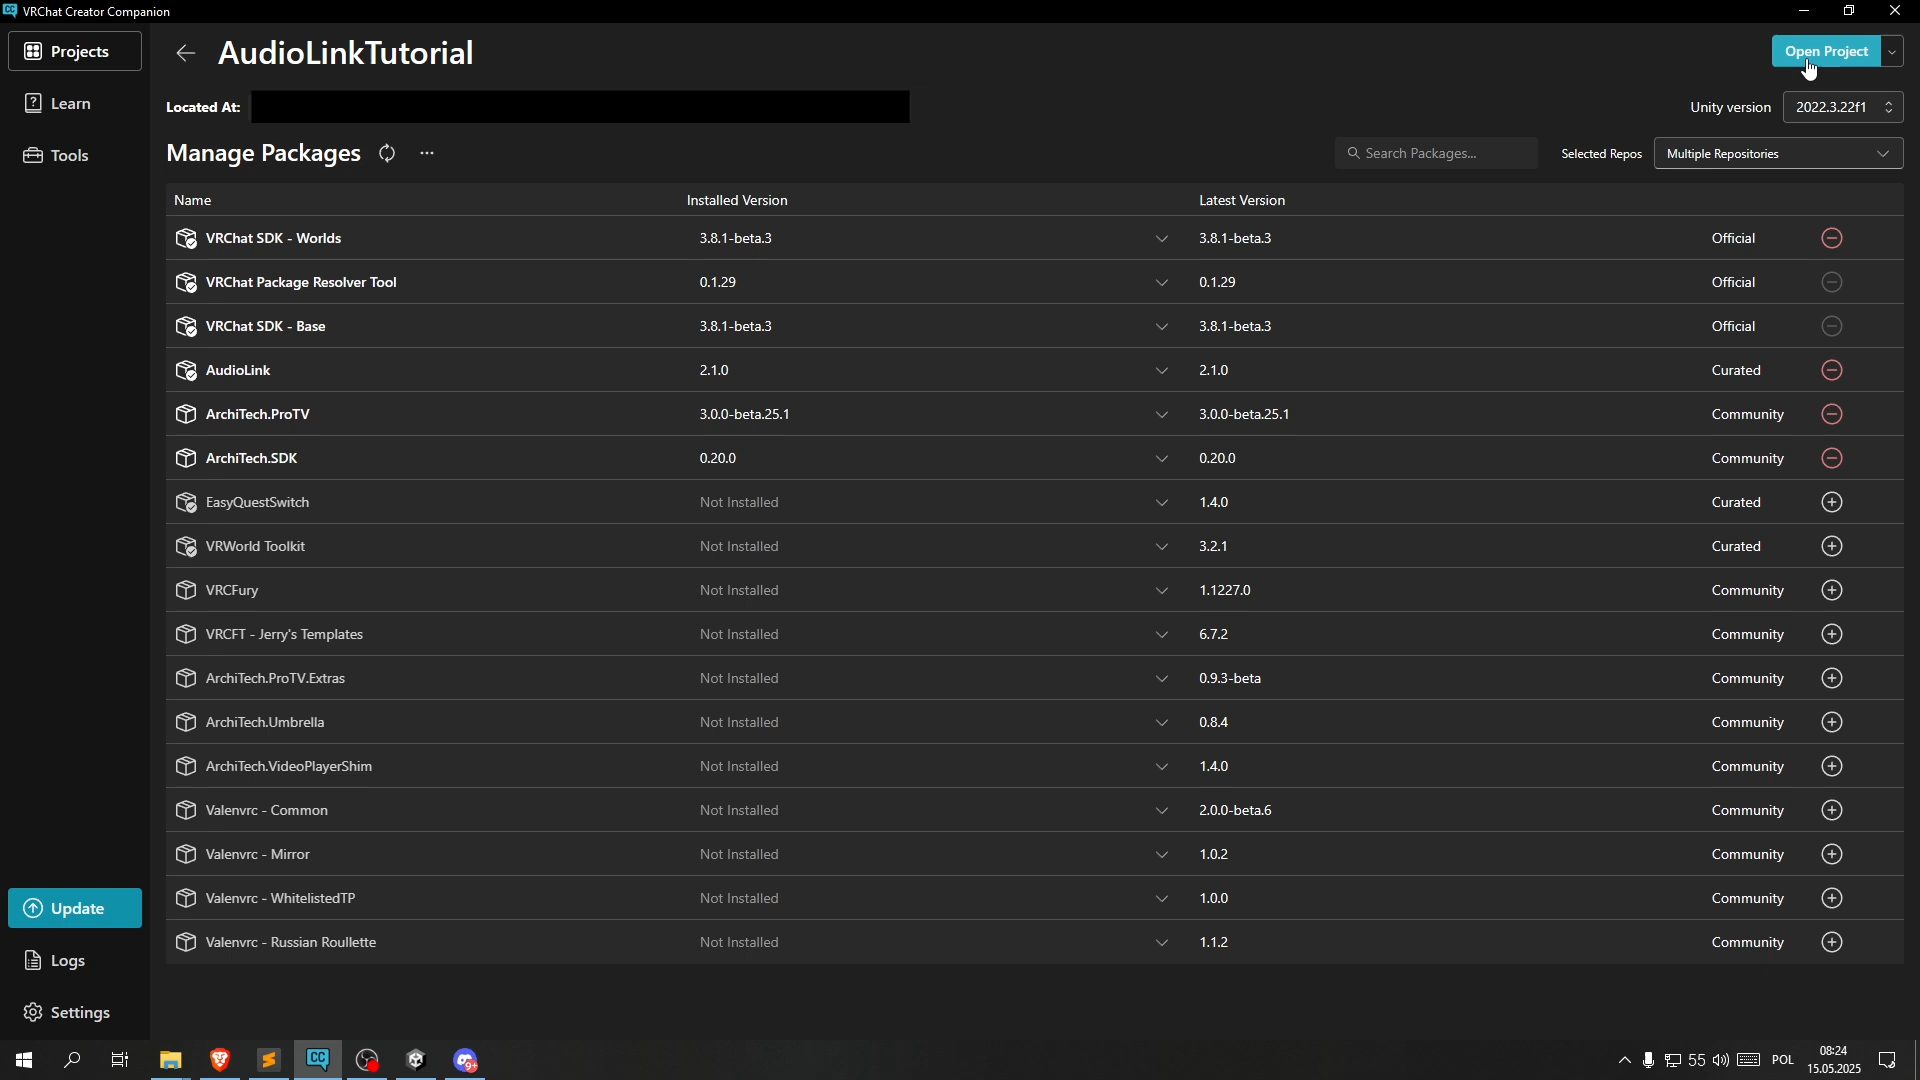 VRChat Creator Companion
Projects
AudioLinkTutorial
Open Project
Learn
Located At:
Unity version
2022.3.22f1
Tools
Manage Packages
Search Packages...
Selected Repos
Multiple Repositories
Name Installed Version Latest Version
VRChat SDK - Worlds 3.8.1-beta.3 3.8.1-beta.3 Official
VRChat Package Resolver Tool 0.1.29 0.1.29 Official
VRChat SDK - Base 3.8.1-beta.3 3.8.1-beta.3 Official
AudioLink 2.1.0 2.1.0 Curated
ArchiTech.ProTV 3.0.0-beta.25.1 3.0.0-beta.25.1 Community
ArchiTech.SDK 0.20.0 0.20.0 Community
EasyQuestSwitch Not Installed 1.4.0 Curated
VRWorld Toolkit Not Installed 3.2.1 Curated
VRCFury Not Installed 1.1227.0 Community
VRCFT - Jerry's Templates Not Installed 6.7.2 Community
ArchiTech.ProTV.Extras Not Installed 0.9.3-beta Community
ArchiTech.Umbrella Not Installed 0.8.4 Community
ArchiTech.VideoPlayerShim Not Installed 1.4.0 Community
Valenvrc - Common Not Installed 2.0.0-beta.6 Community
Valenvrc - Mirror Not Installed 1.0.2 Community
Valenvrc - WhitelistedTP Not Installed 1.0.0 Community
Valenvrc - Russian Roullette Not Installed 1.1.2 Community
Update
Logs
Settings
CC
9+
55
POL
08:24
15.05.2025